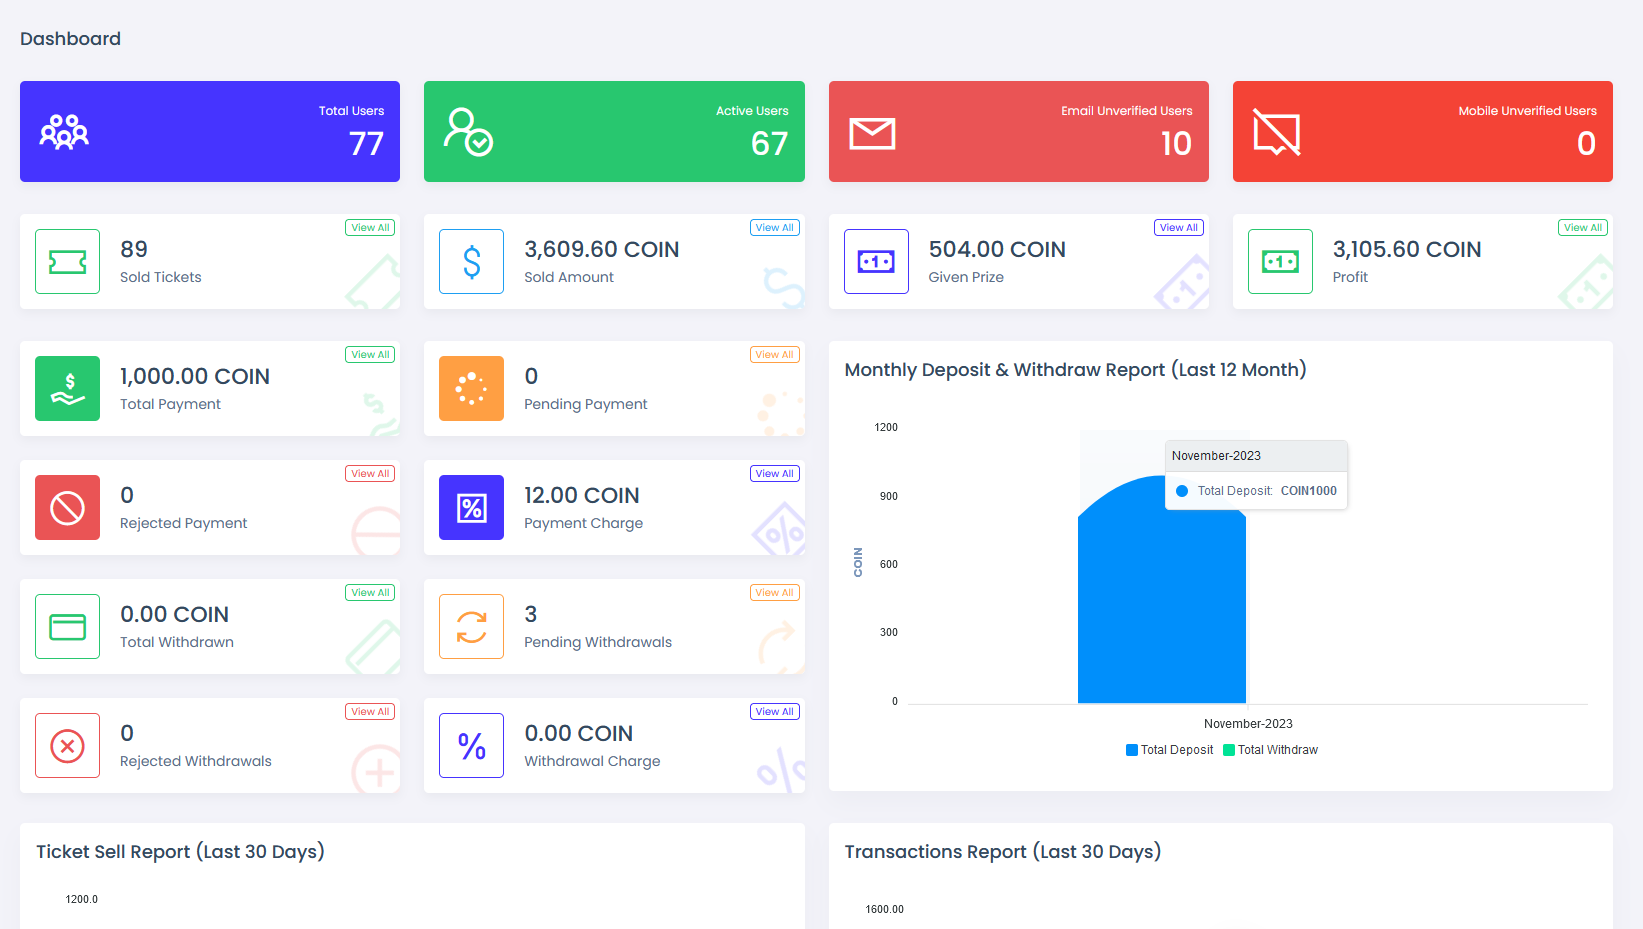 Dashboard
Total Users
77
Active Users
67
Email Unverified Users
10
Mobile Unverified Users
0
View All
89
Sold Tickets
View All
3,609.60 COIN
Sold Amount
View All
504.00 COIN
Given Prize
View All
3,105.60 COIN
Profit
View All
1,000.00 COIN
Total Payment
View All
0
Pending Payment
View All
0
Rejected Payment
View All
12.00 COIN
Payment Charge
View All
0.00 COIN
Total Withdrawn
View All
3
Pending Withdrawals
View All
0
Rejected Withdrawals
View All
0.00 COIN
Withdrawal Charge
Monthly Deposit & Withdraw Report (Last 12 Month)
1200
900
600
300
0
COIN
November-2023
Total Deposit: COIN1000
November-2023
Total Deposit Total Withdraw
Ticket Sell Report (Last 30 Days)
1200.0
Transactions Report (Last 30 Days)
1600.00